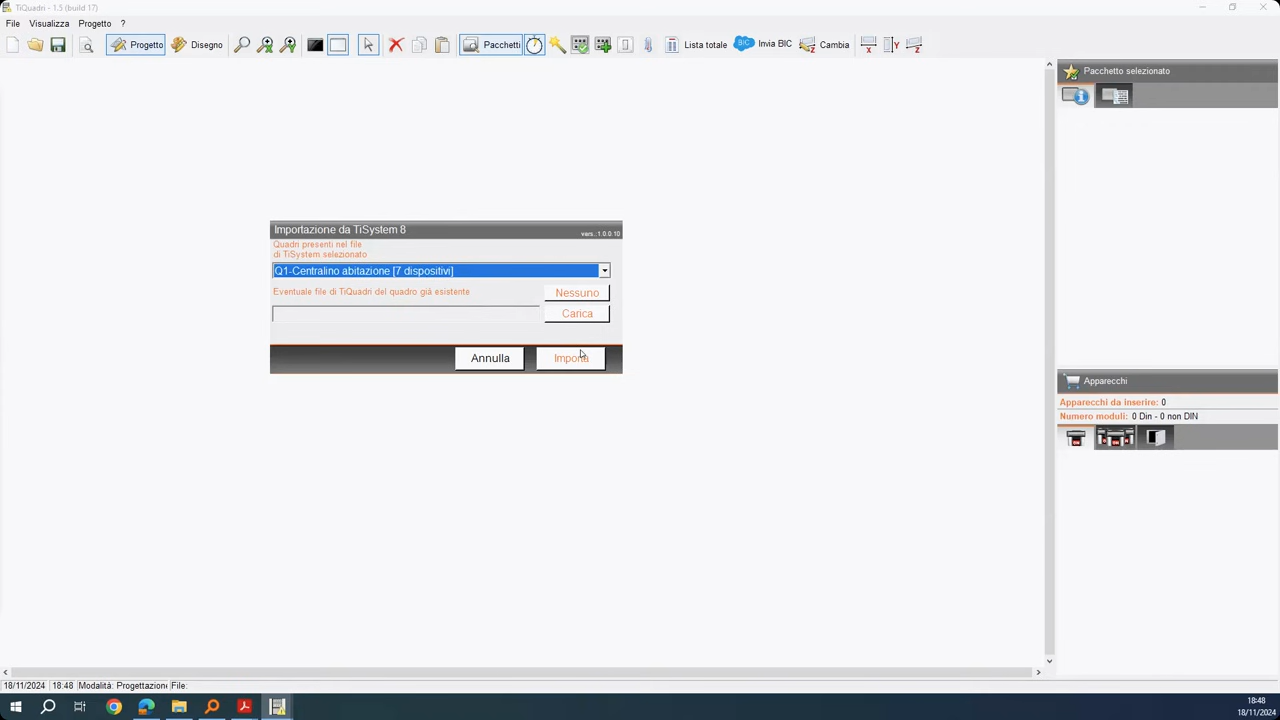 TiQuadri - 1.5 (build 17)
File Visualizza Progetto ?
Progetto Disegno Pacchetti Lista totale BIC Invia BIC Cambia
Pacchetto selezionato
Importazione da TiSystem 8
vers.:1.0.0.10
Quadri presenti nel file
di TiSystem selezionato
Q1-Centralino abitazione [7 dispositivi]
Eventuale file di TiQuadri del quadro già esistente
Nessuno
Carica
Annulla Importa
Apparecchi
Apparecchi da inserire: 0
Numero moduli: 0 Din - 0 non DIN
18/11/2024 18:48 Modalità: Progettazione File:
18:48
18/11/2024